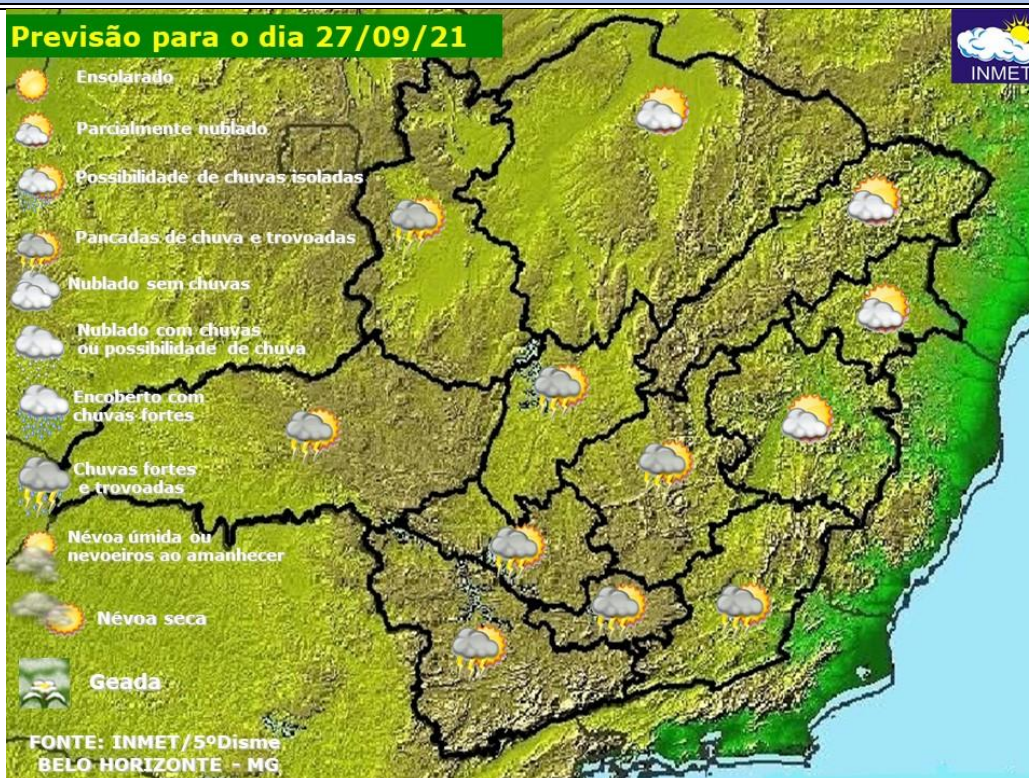 Previsão para o dia 27/09/21
INMET
Ensolarado
Parcialmente nublado
Possibilidade de chuvas isoladas
Pancadas de chuva e trovoadas
Nublado sem chuvas
Nublado com chuvas
ou possibilidade de chuva
Encoberto com
chuvas fortes
Chuvas fortes
e trovoadas
Névoa úmida ou
nevoeiros ao amanhecer
Névoa seca
Geada
FONTE: INMET/5ºDisme
BELO HORIZONTE - MG